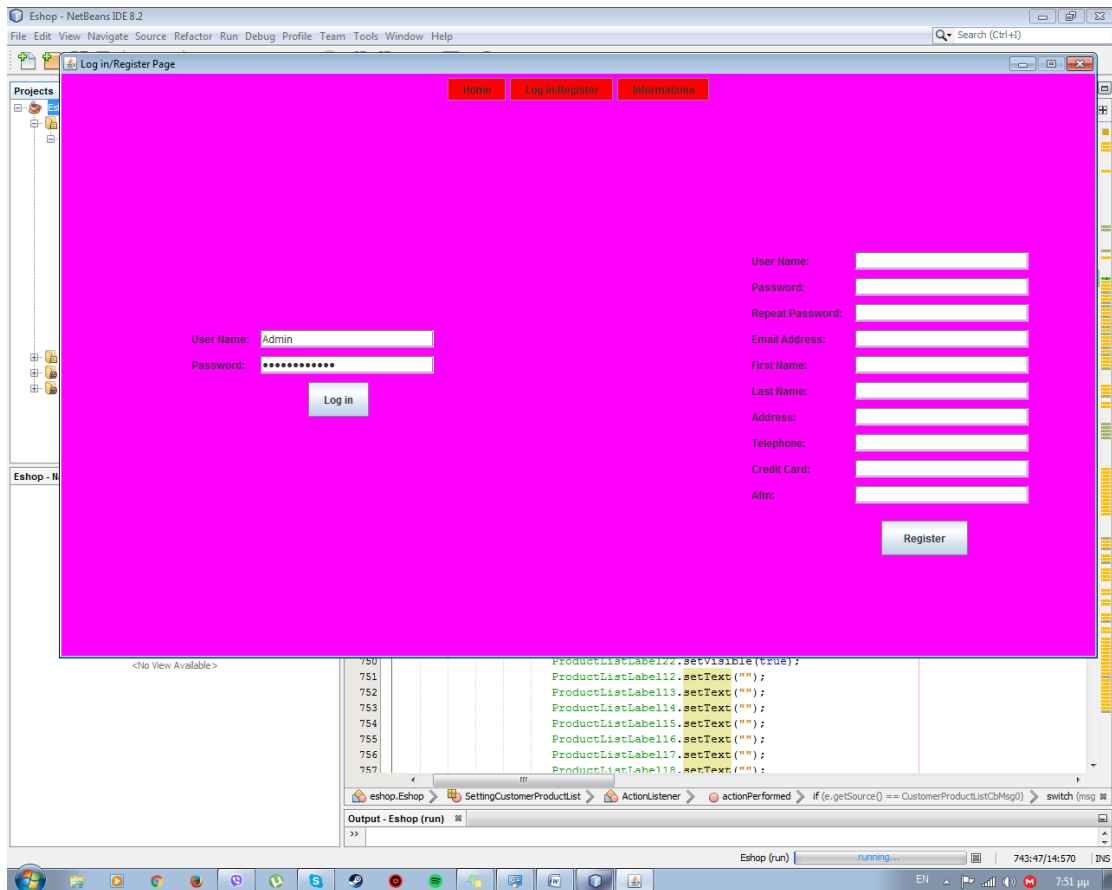 Eshop - NetBeans IDE 8.2
File Edit View Navigate Source Refactor Run Debug Profile Team Tools Window Help
Search (Ctrl+I)
Log in/Register Page
Projects
Home Log in/Register Informations
User Name:
Password:
Repeat Password:
User Name: Admin
Email Address:
Password: ••••••••••••
First Name:
Log in
Last Name:
Address:
Telephone:
Credit Card:
Afm:
Register
Eshop - N
<No View Available>
750 ProductListLabel22.setVisible(true);
751 ProductListLabel12.setText("");
752 ProductListLabel13.setText("");
753 ProductListLabel14.setText("");
754 ProductListLabel15.setText("");
755 ProductListLabel16.setText("");
756 ProductListLabel17.setText("");
757 ProductListLabel18.setText("");
eshop.Eshop SettingCustomerProductList ActionListener actionPerformed if (e.getSource() == CustomerProductListCbMsg0) switch (msg
Output - Eshop (run)
>>
Eshop (run) running... 743:47/14:570 INS
EN 7:51 μμ